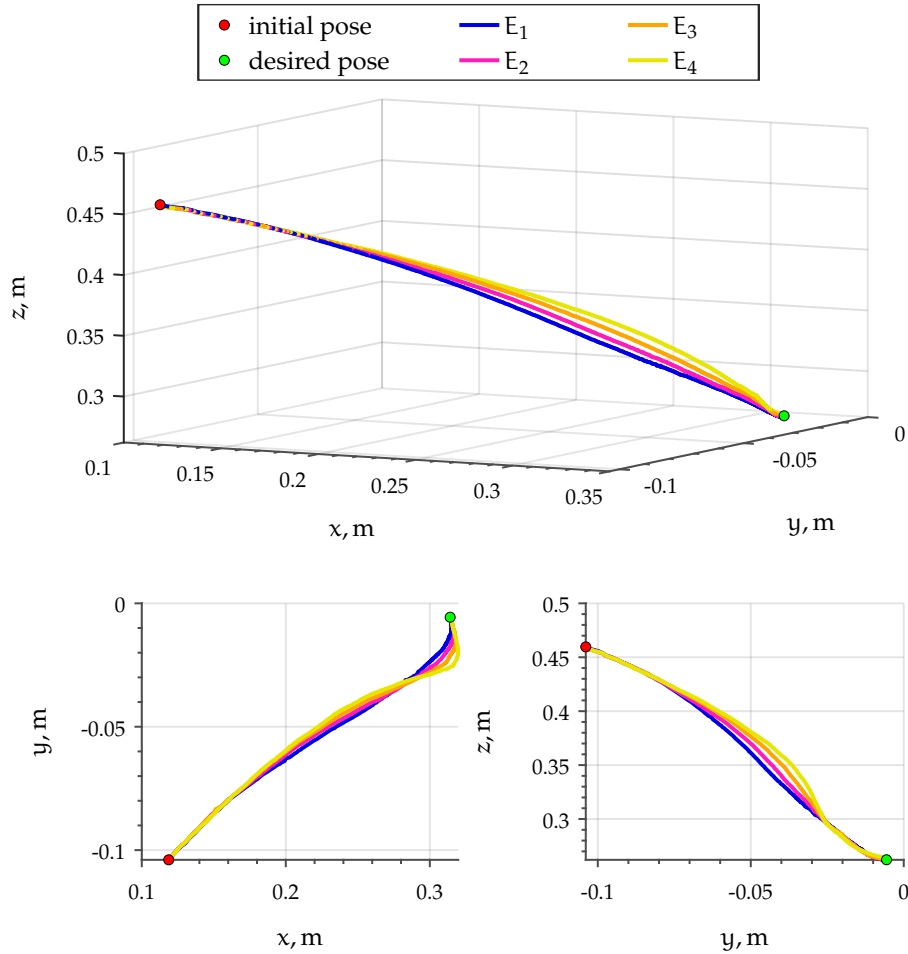 initial pose E₁ E₃
desired pose E₂ E₄
0.5
0.45
0.4
0.35
0.3
z, m
0.1 0.15 0.2 0.25 0.3 0.35
x, m
-0.1 -0.05 0
y, m
0
-0.05
-0.1
y, m
0.1 0.2 0.3
x, m
0.5
0.45
0.4
0.35
0.3
z, m
-0.1 -0.05 0
y, m